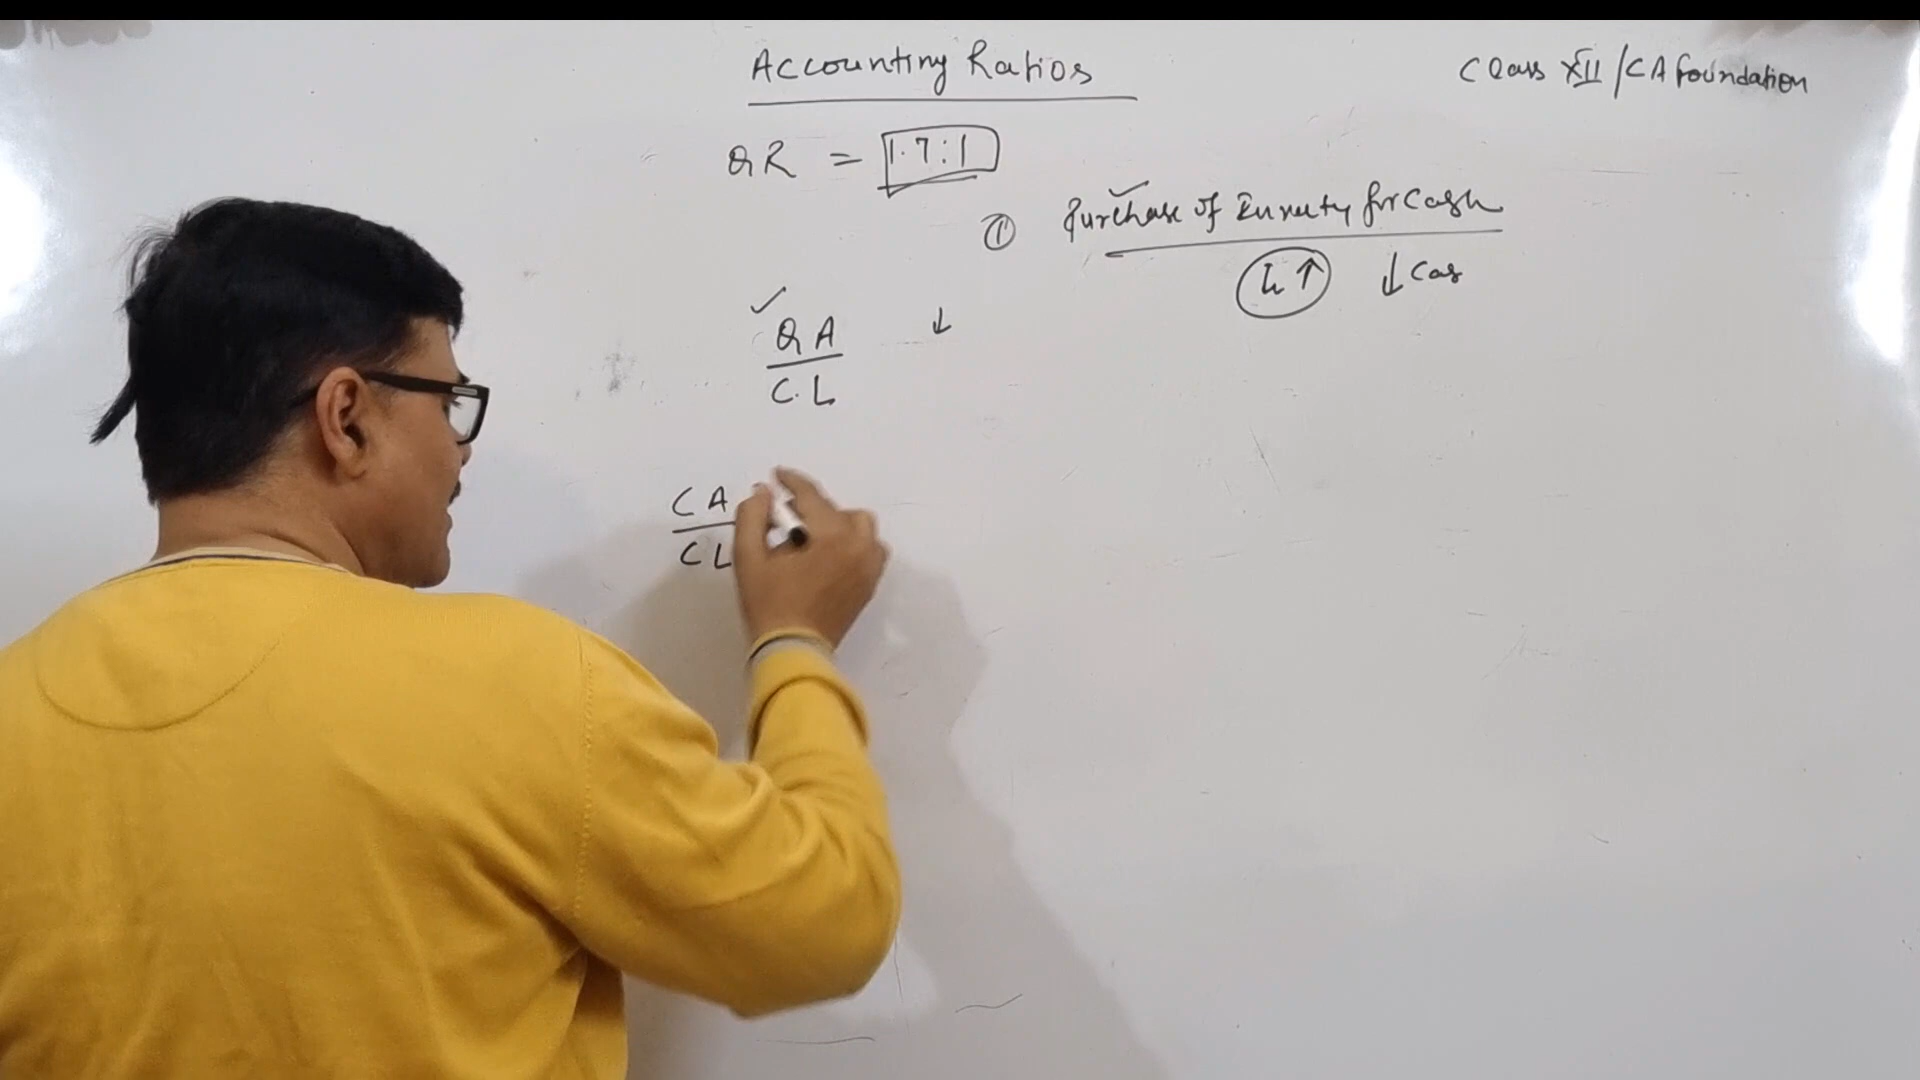 Accounting Ratios
Class XII / CA foundation
QR = 1.7:1
① Purchase of Inventory for Cash
↑ ↓ Cas
QA ↓
C.L
CA
CL